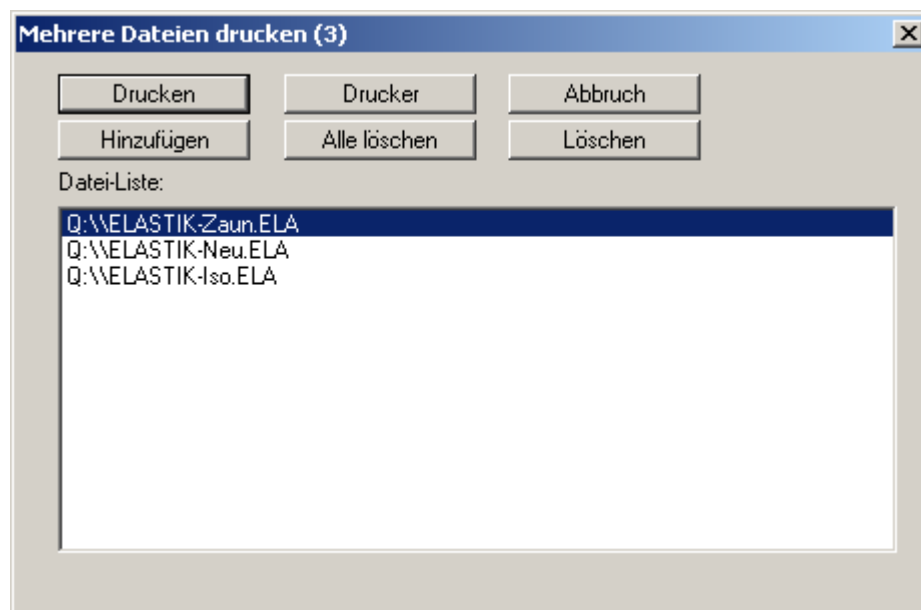 Mehrere Dateien drucken (3)
Drucken Drucker Abbruch
Hinzufügen Alle löschen Löschen
Datei-Liste:
Q:\\ELASTIK-Zaun.ELA
Q:\\ELASTIK-Neu.ELA
Q:\\ELASTIK-Iso.ELA